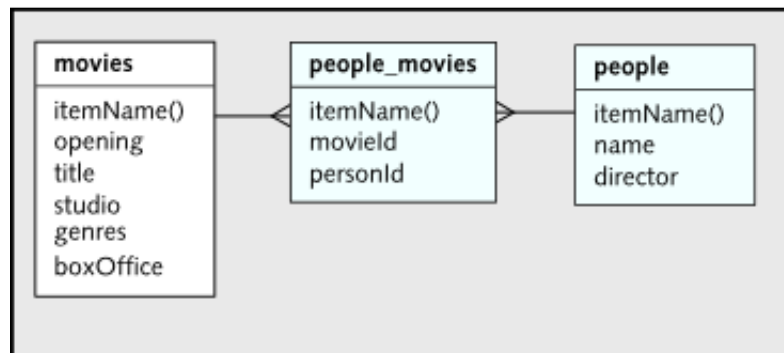 movies
itemName()
opening
title
studio
genres
boxOffice
people_movies
itemName()
movieId
personId
people
itemName()
name
director